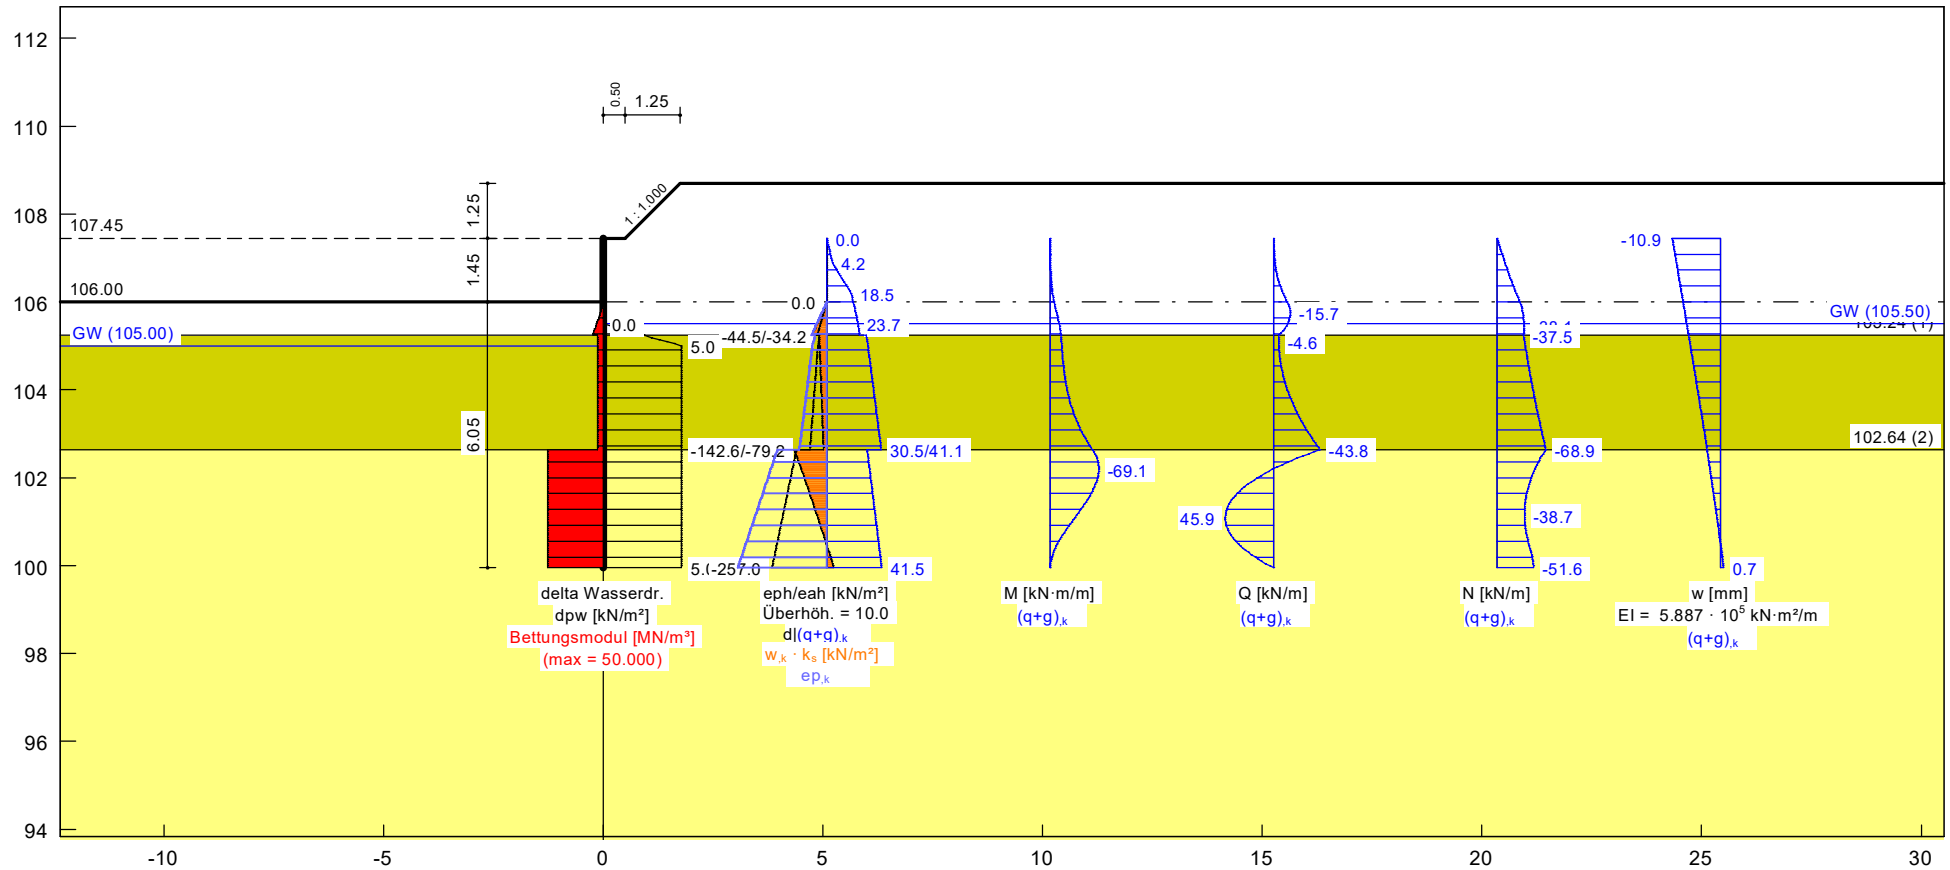 112
110
108
106
104
102
100
98
96
94
0.50
1.25
1.25
1.45
6.05
107.45
106.00
GW (105.00)
1 : 1.000
0.0
5.0
0.0
-44.5/-34.2
-142.6/-79.2
-257.0
0.0
4.2
18.5
23.7
30.5/41.1
41.5
-69.1
-15.7
-4.6
-43.8
45.9
-37.5
-68.9
-38.7
-51.6
-10.9
0.7
GW (105.50)
105.24 (1)
102.64 (2)
delta Wasserdr.
dpw [kN/m²]
Bettungsmodul [MN/m³]
(max = 50.000)
eph/eah [kN/m²]
Überhöh. = 10.0
d|(q+g),k
w,k · ks [kN/m²]
ep,k
M [kN·m/m]
(q+g),k
Q [kN/m]
(q+g),k
N [kN/m]
(q+g),k
w [mm]
EI = 5.887 · 10⁵ kN·m²/m
(q+g),k
-10
-5
0
5
10
15
20
25
30